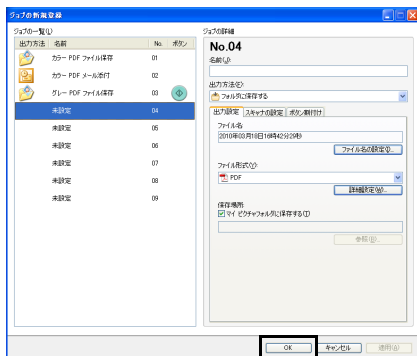 ジョブの新規登録
ジョブの一覧(L)
出力方法 名前 No. ボタン
カラー PDF ファイル保存 01
カラー PDF メール添付 02
グレー PDF ファイル保存 03
未設定 04
未設定 05
未設定 06
未設定 07
未設定 08
未設定 09
ジョブの詳細
No.04
名前(J):
出力方法(E):
フォルダに保存する
出力設定 スキャナの設定 ボタン割付け
ファイル名:
2010年03月18日16時42分29秒
ファイル名の設定(I)...
ファイル形式(Y):
PDF
詳細設定(W)...
保存場所
マイ ピクチャフォルダに保存する(T)
参照(B)...
OK キャンセル 適用(A)